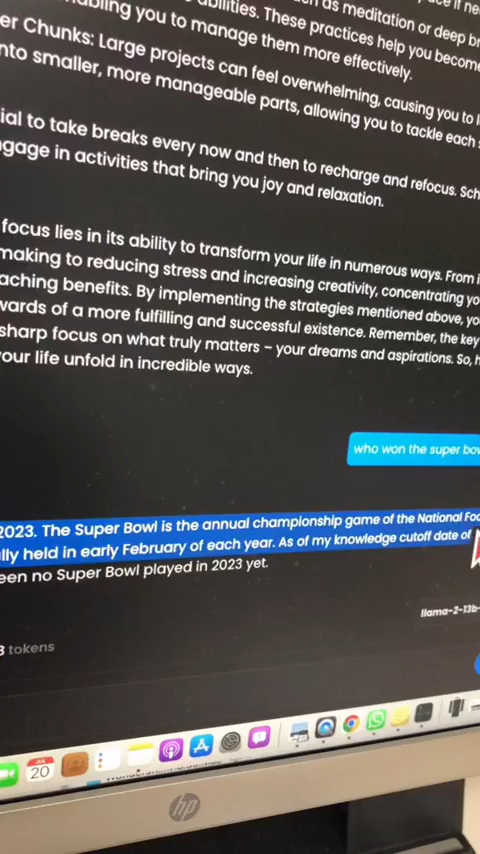 abilities. These practices help you become
you to manage them more effectively.
er Chunks: Large projects can feel overwhelming, causing you to
nto smaller, more manageable parts, allowing you to tackle each
ial to take breaks every now and then to recharge and refocus. Sch
gage in activities that bring you joy and relaxation.
focus lies in its ability to transform your life in numerous ways. From i
making to reducing stress and increasing creativity, concentrating yo
aching benefits. By implementing the strategies mentioned above, yo
wards of a more fulfilling and successful existence. Remember, the key
sharp focus on what truly matters – your dreams and aspirations. So, h
our life unfold in incredible ways.
who won the super bow
2023. The Super Bowl is the annual championship game of the National Foo
lly held in early February of each year. As of my knowledge cutoff date of
een no Super Bowl played in 2023 yet.
llama-2-13b-
3 tokens
JUL
20
hp